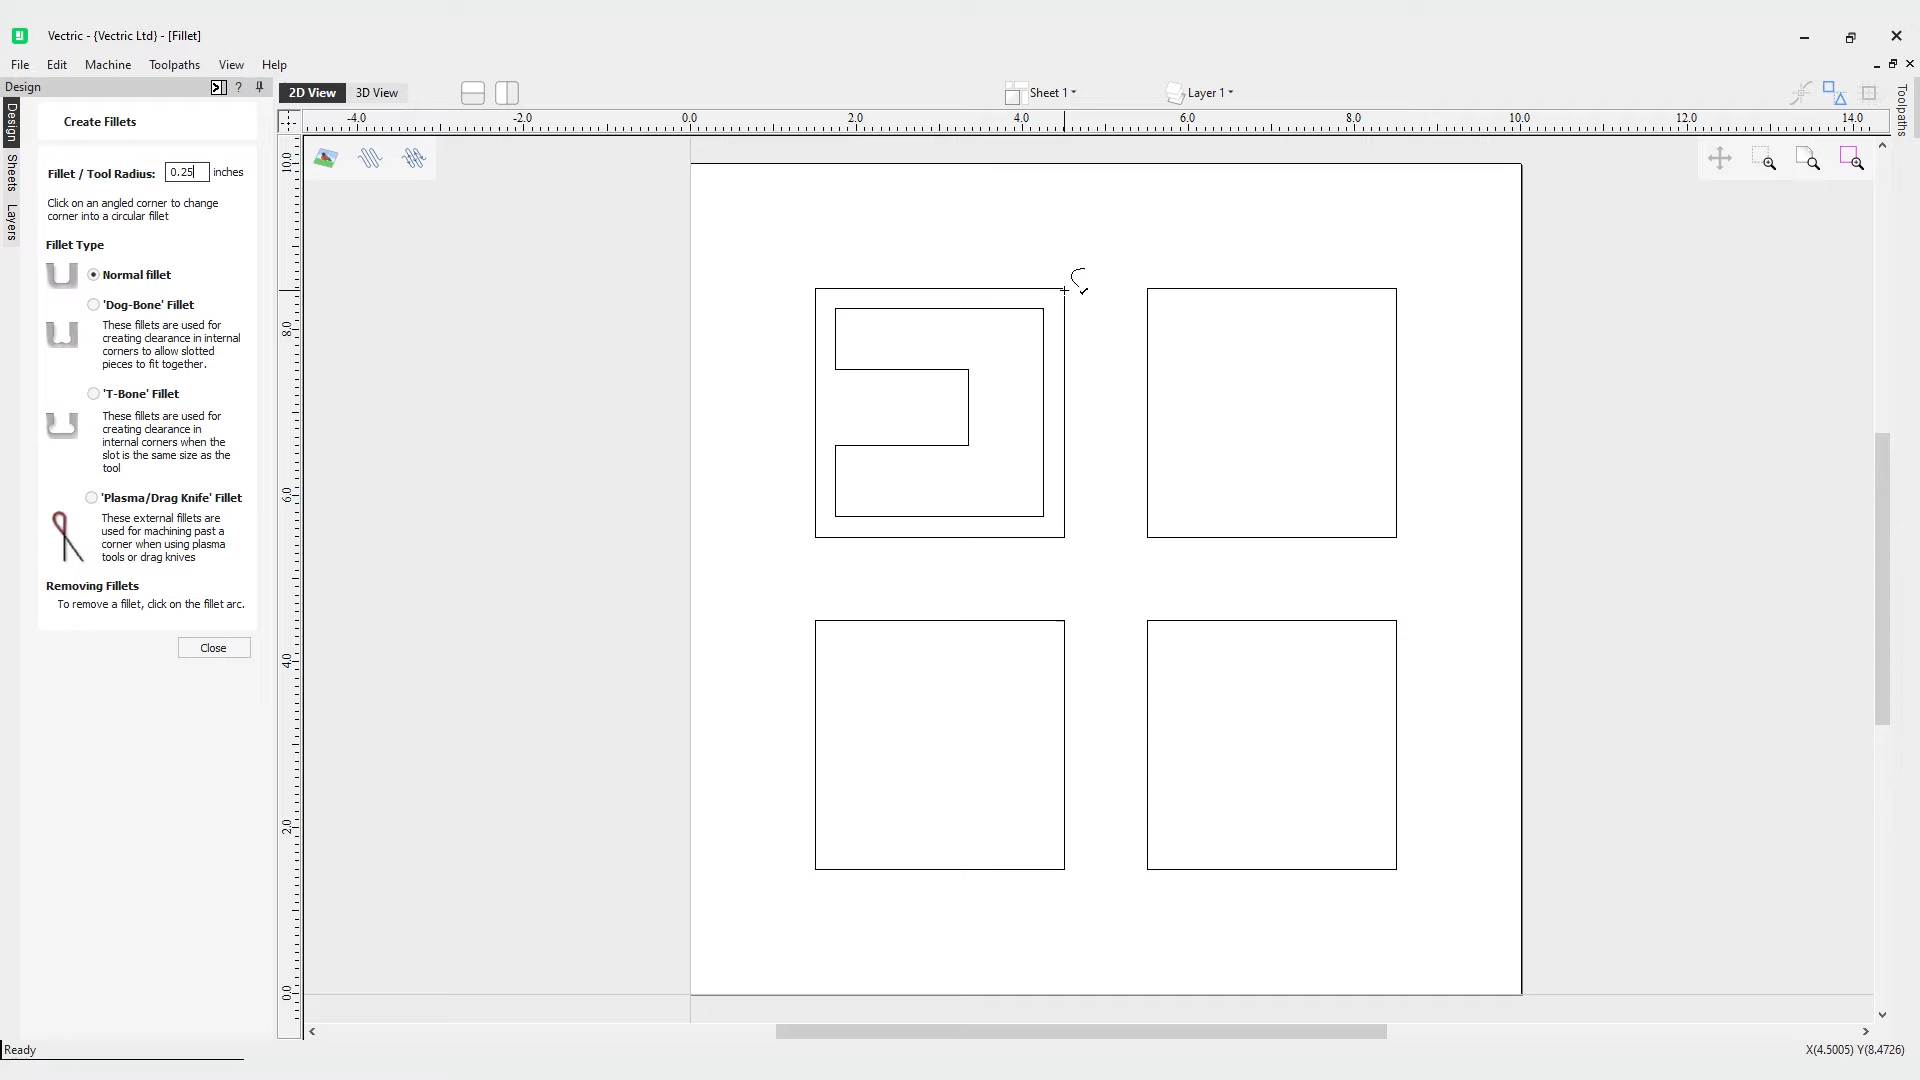 Vectric - {Vectric Ltd} - [Fillet]
File Edit Machine Toolpaths View Help
Design ?
2D View 3D View Sheet 1 Layer 1
Design
Sheets
Layers
Toolpaths
Create Fillets
Fillet / Tool Radius: 0.25 inches
Click on an angled corner to change
corner into a circular fillet
Fillet Type
Normal fillet
'Dog-Bone' Fillet
These fillets are used for
creating clearance in internal
corners to allow slotted
pieces to fit together.
'T-Bone' Fillet
These fillets are used for
creating clearance in
internal corners when the
slot is the same size as the
tool
'Plasma/Drag Knife' Fillet
These external fillets are
used for machining past a
corner when using plasma
tools or drag knives
Removing Fillets
To remove a fillet, click on the fillet arc.
Close
-4.0 -2.0 0.0 2.0 4.0 6.0 8.0 10.0 12.0 14.0
10.0
8.0
6.0
4.0
2.0
0.0
Ready X(4.5005) Y(8.4726)